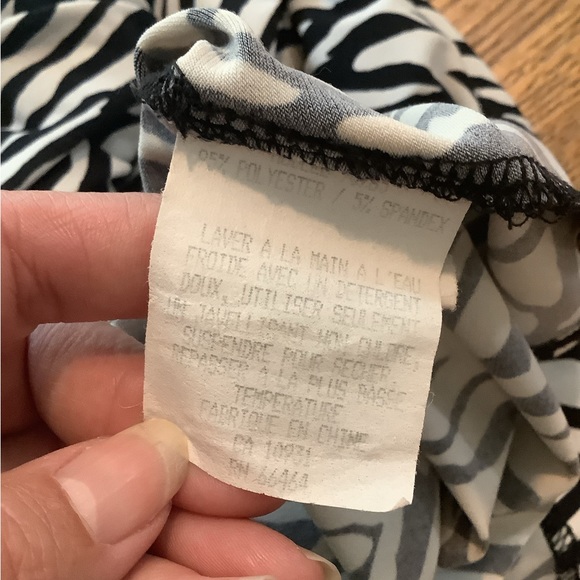 95% POLYESTER / 5% SPANDEX
LAVER A LA MAIN A L'EAU
FROIDE AVEC UN DETERGENT
DOUX, UTILISER SEULEMENT
UN JAVELLISANT NON CHLORE,
SUSPENDRE POUR SECHER,
REPASSER A LA PLUS BASSE
TEMPERATURE
FABRIQUE EN CHINE
CA 10931
RN 66464